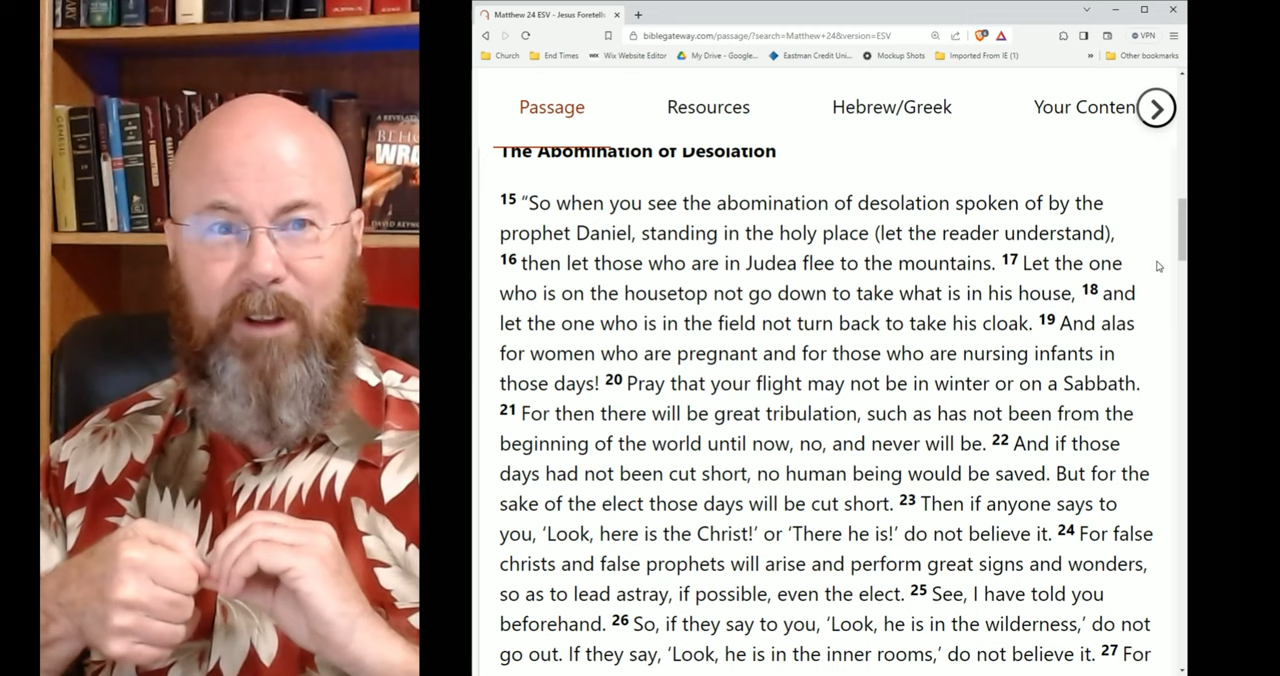 GENESIS
A REVELA
BEHO
WRA
DAVID REYNO
Matthew 24 ESV - Jesus Foretells
biblegateway.com/passage/?search=Matthew+24&version=ESV
VPN
Church
End Times
WIX Wix Website Editor
My Drive - Google...
Eastman Credit Uni...
Mockup Shots
Imported From IE (1)
»
Other bookmarks
Passage
Resources
Hebrew/Greek
Your Conten
The Abomination of Desolation
15 “So when you see the abomination of desolation spoken of by the
prophet Daniel, standing in the holy place (let the reader understand),
16 then let those who are in Judea flee to the mountains. 17 Let the one
who is on the housetop not go down to take what is in his house, 18 and
let the one who is in the field not turn back to take his cloak. 19 And alas
for women who are pregnant and for those who are nursing infants in
those days! 20 Pray that your flight may not be in winter or on a Sabbath.
21 For then there will be great tribulation, such as has not been from the
beginning of the world until now, no, and never will be. 22 And if those
days had not been cut short, no human being would be saved. But for the
sake of the elect those days will be cut short. 23 Then if anyone says to
you, ‘Look, here is the Christ!’ or ‘There he is!’ do not believe it. 24 For false
christs and false prophets will arise and perform great signs and wonders,
so as to lead astray, if possible, even the elect. 25 See, I have told you
beforehand. 26 So, if they say to you, ‘Look, he is in the wilderness,’ do not
go out. If they say, ‘Look, he is in the inner rooms,’ do not believe it. 27 For